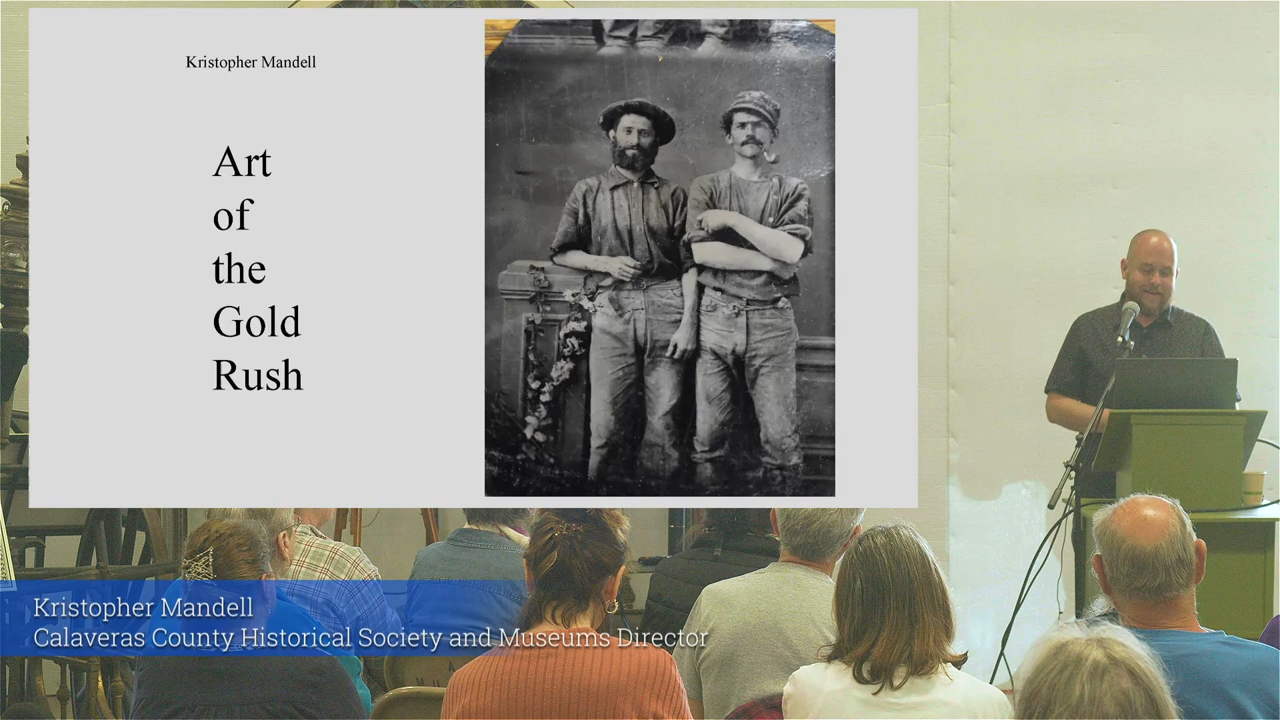 Kristopher Mandell
Art
of
the
Gold
Rush
Kristopher Mandell
Calaveras County Historical Society and Museums Director